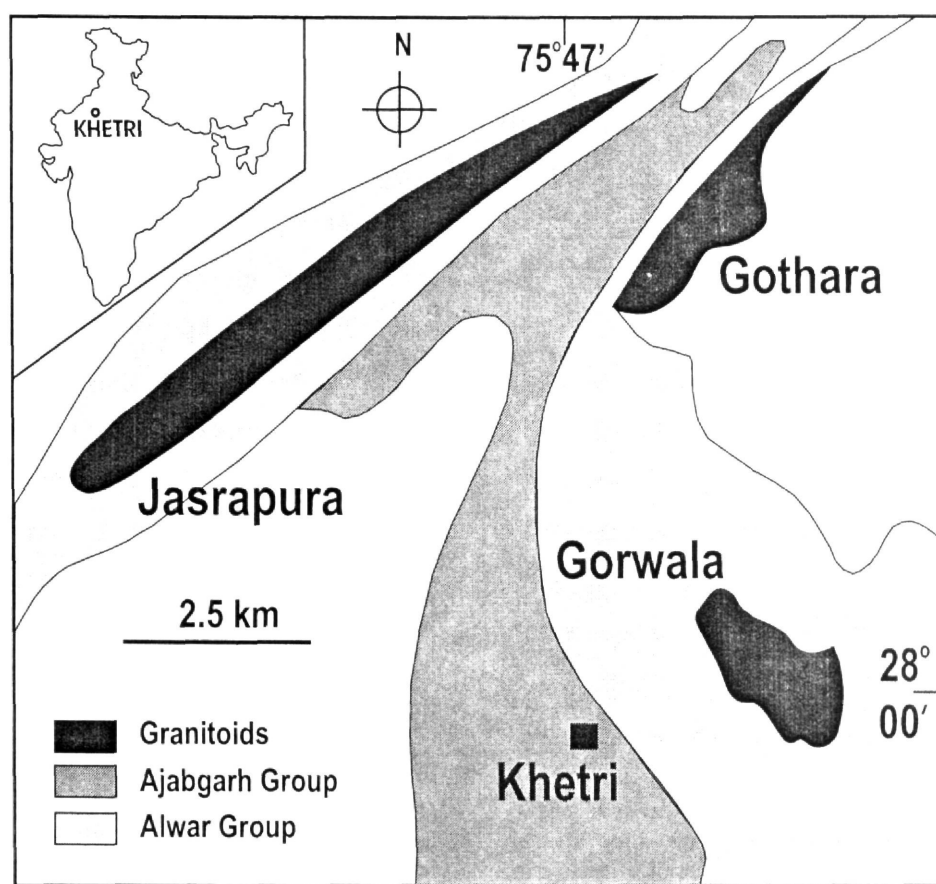 N
75°47'
KHETRI
Gothara
Jasrapura
Gorwala
2.5 km
28°
00'
Granitoids
Khetri
Ajabgarh Group
Alwar Group